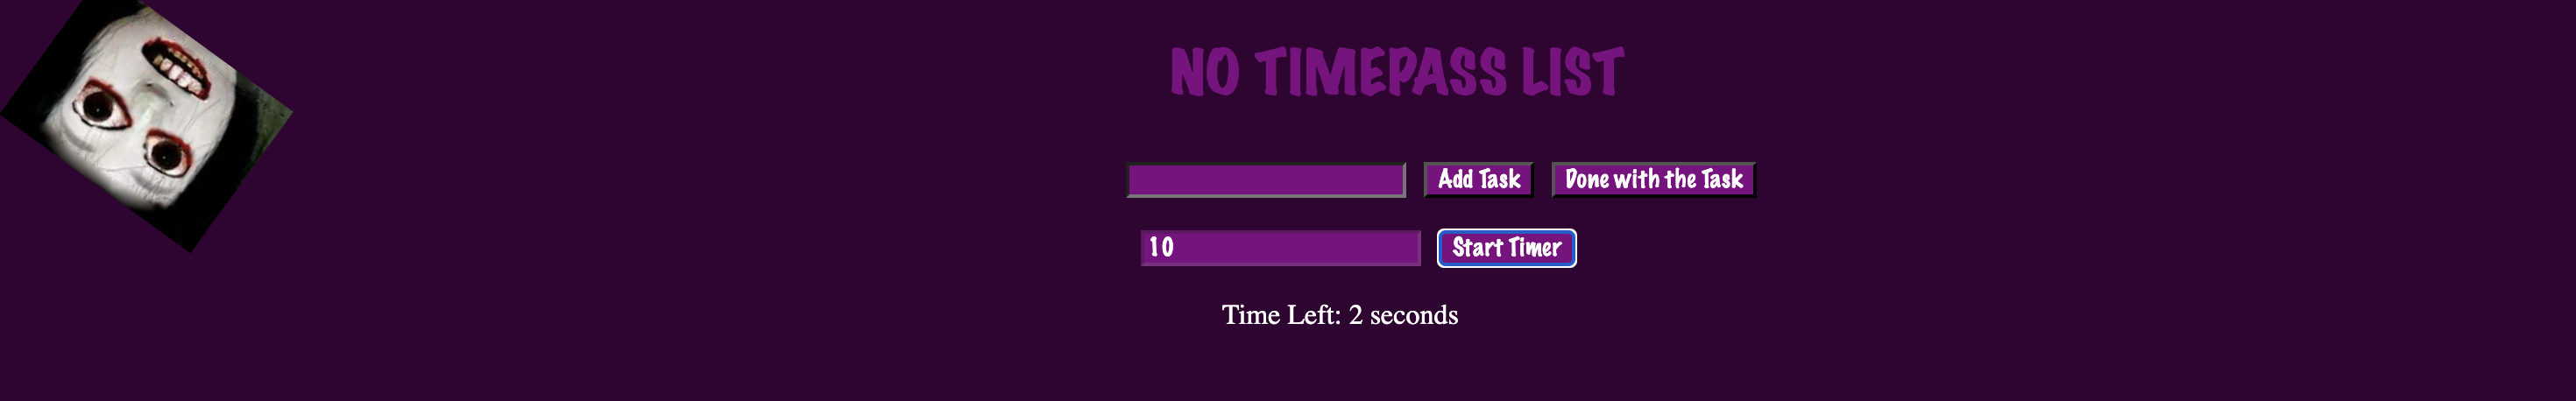 NO TIMEPASS LIST
Add Task Done with the Task
10 Start Timer
Time Left: 2 seconds